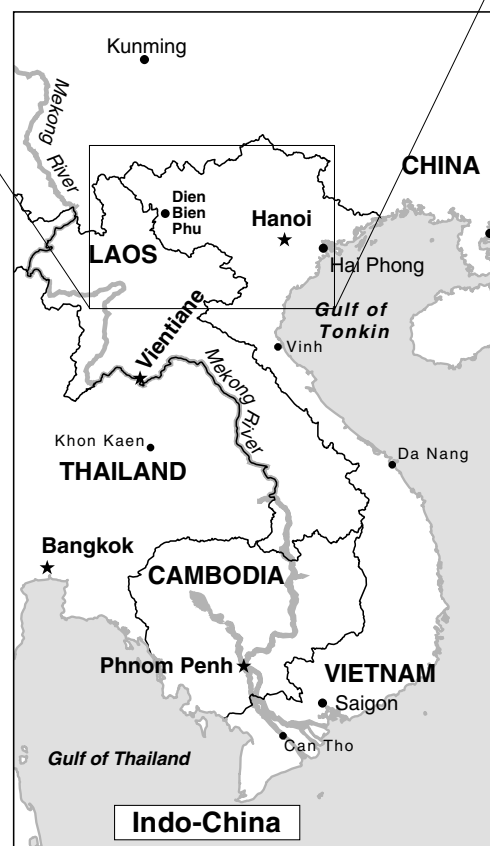 Kunming
Mekong
River
CHINA
Dien
Bien
Phu
Hanoi
LAOS
Hai Phong
Gulf of
Tonkin
Vientiane
Vinh
Mekong River
Khon Kaen
Da Nang
THAILAND
Bangkok
CAMBODIA
Phnom Penh
VIETNAM
Saigon
Can Tho
Gulf of Thailand
Indo-China